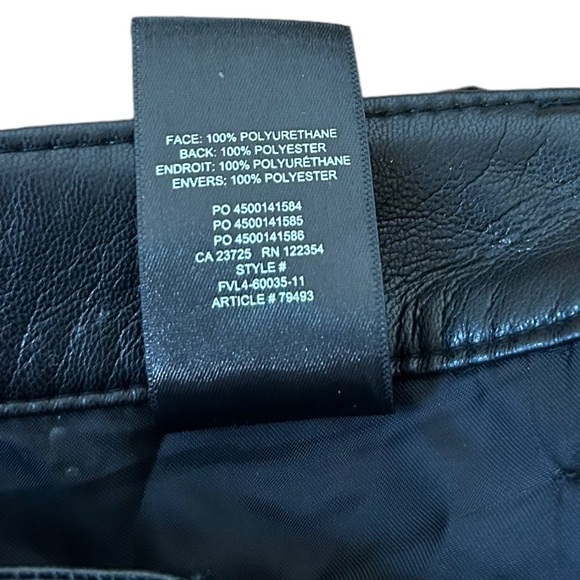 FACE: 100% POLYURETHANE
BACK: 100% POLYESTER
ENDROIT: 100% POLYURÉTHANE
ENVERS: 100% POLYESTER
PO 4500141584
PO 4500141585
PO 4500141586
CA 23725 RN 122354
STYLE #
FVL4-60035-11
ARTICLE # 79493